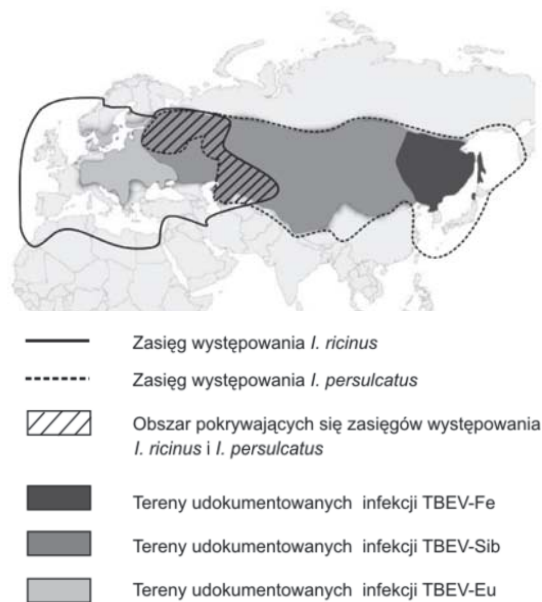 Zasięg występowania I. ricinus
Zasięg występowania I. persulcatus
Obszar pokrywających się zasięgów występowania
I. ricinus i I. persulcatus
Tereny udokumentowanych infekcji TBEV-Fe
Tereny udokumentowanych infekcji TBEV-Sib
Tereny udokumentowanych infekcji TBEV-Eu